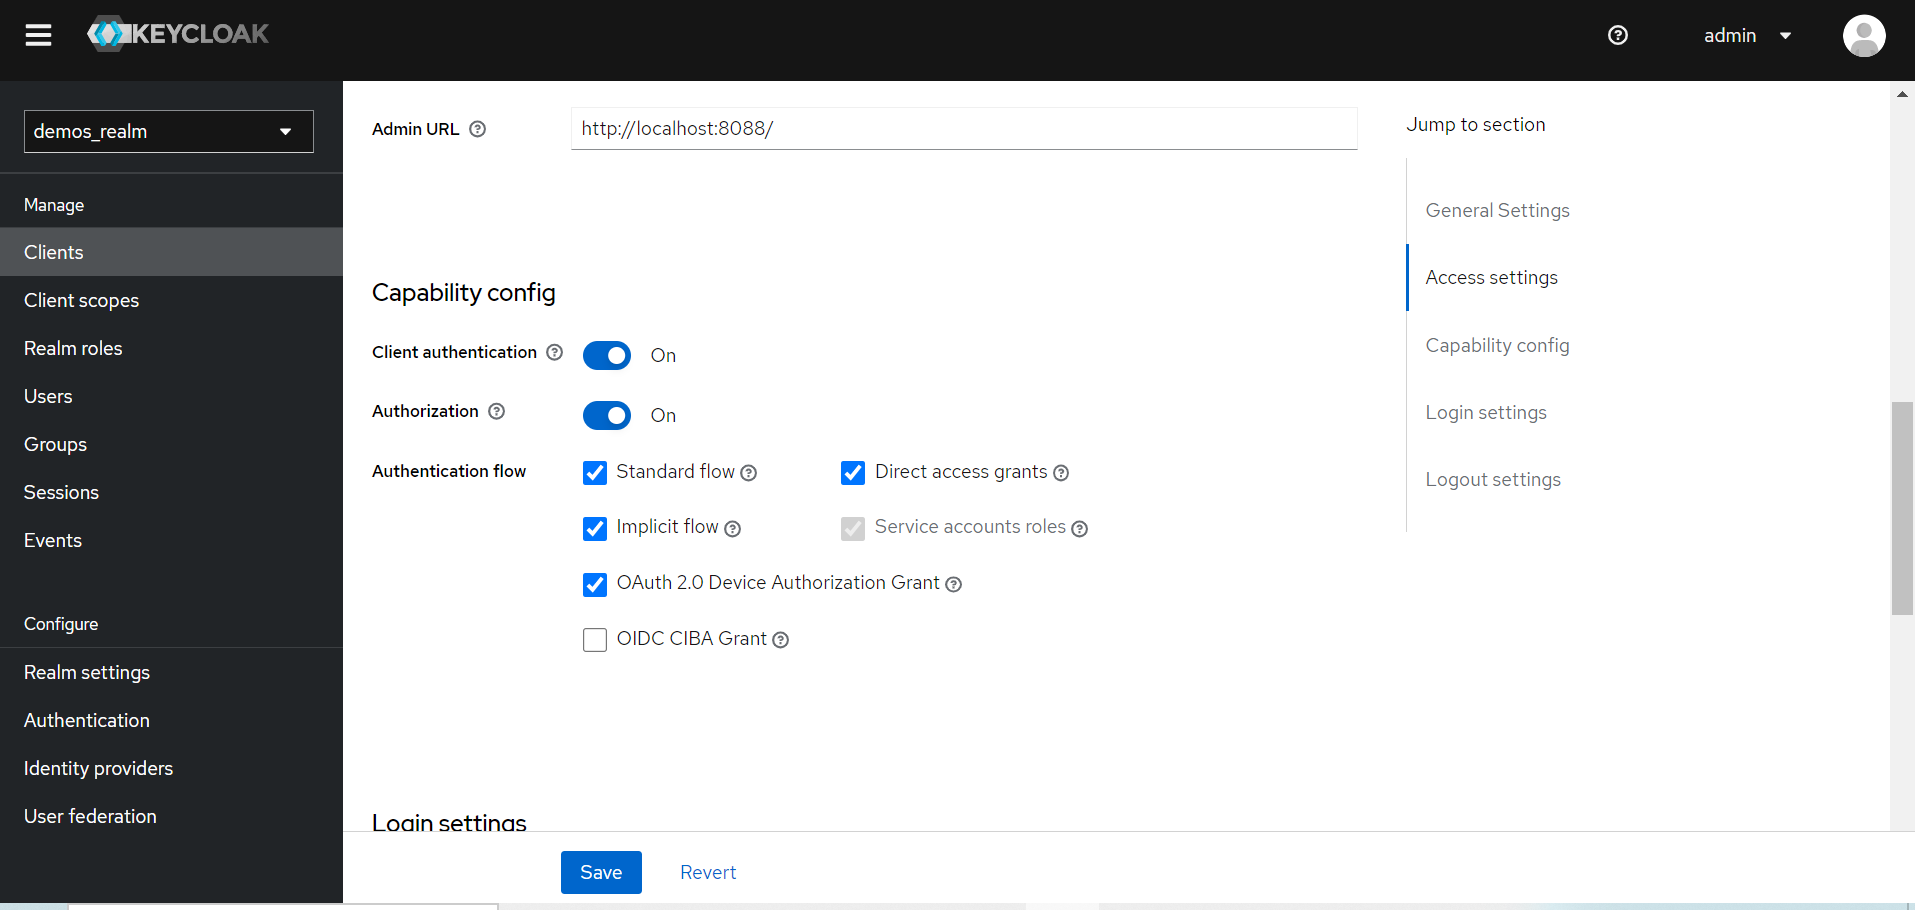 KEYCLOAK
admin
demos_realm
Manage
Clients
Client scopes
Realm roles
Users
Groups
Sessions
Events
Configure
Realm settings
Authentication
Identity providers
User federation
Admin URL
http://localhost:8088/
Capability config
Client authentication
On
Authorization
On
Authentication flow
Standard flow
Direct access grants
Implicit flow
Service accounts roles
OAuth 2.0 Device Authorization Grant
OIDC CIBA Grant
Login settings
Save
Revert
Jump to section
General Settings
Access settings
Capability config
Login settings
Logout settings